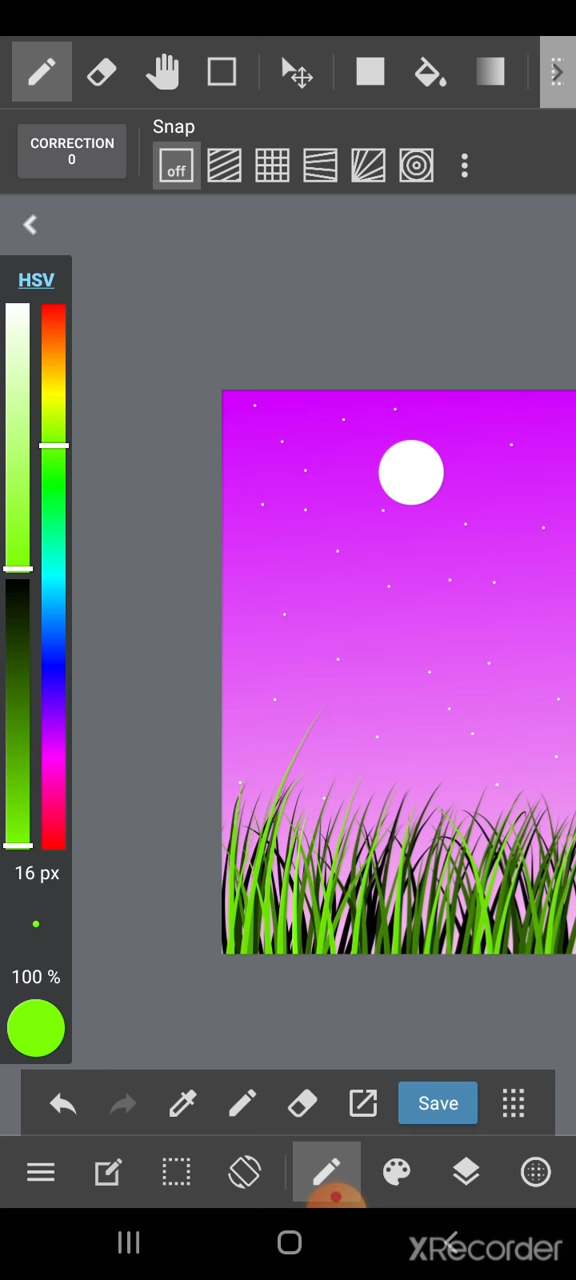 CORRECTION
0
Snap
off
HSV
16 px
100 %
Save
XRecorder